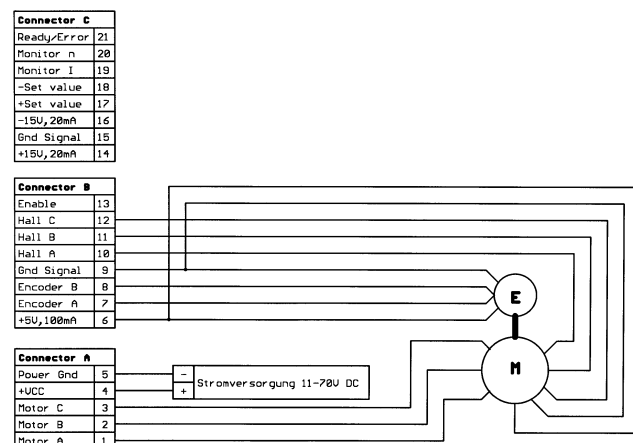 Connector C
Ready/Error 21
Monitor n 20
Monitor I 19
-Set value 18
+Set value 17
-15V,20mA 16
Gnd Signal 15
+15V,20mA 14
Connector B
Enable 13
Hall C 12
Hall B 11
Hall A 10
Gnd Signal 9
Encoder B 8
Encoder A 7
+5V,100mA 6
E
Connector A
Power Gnd 5
+VCC 4
Motor C 3
Motor B 2
Motor A 1
-
+
Stromversorgung 11-70V DC
M